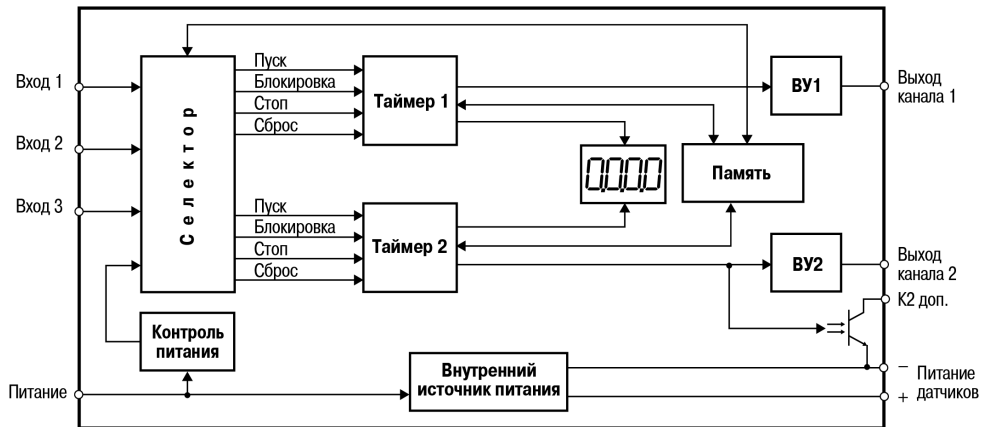 Вход 1
Вход 2
Вход 3
Селектор
Пуск
Блокировка
Стоп
Сброс
Таймер 1
ВУ1
Выход
канала 1
0.0.0.0
Память
Пуск
Блокировка
Стоп
Сброс
Таймер 2
ВУ2
Выход
канала 2
К2 доп.
Контроль
питания
Питание
Внутренний
источник питания
− Питание
+ датчиков